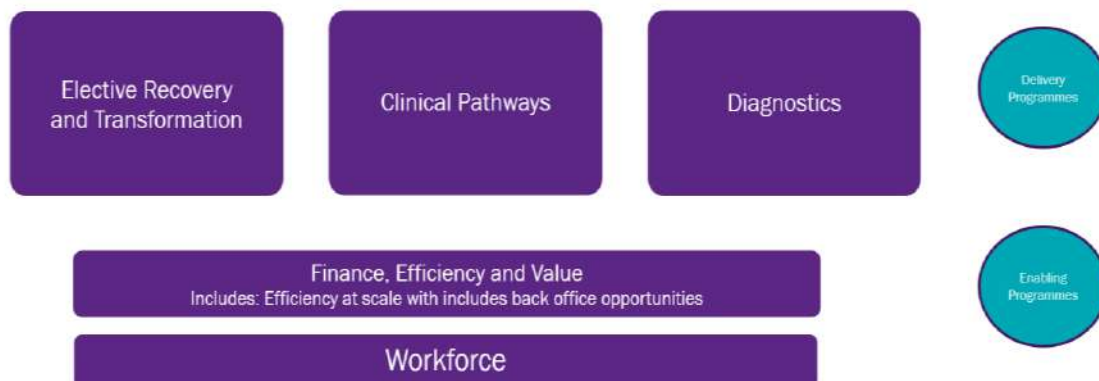 Elective Recovery
and Transformation
Clinical Pathways
Diagnostics
Delivery
Programmes
Finance, Efficiency and Value
Includes: Efficiency at scale with includes back office opportunities
Enabling
Programmes
Workforce